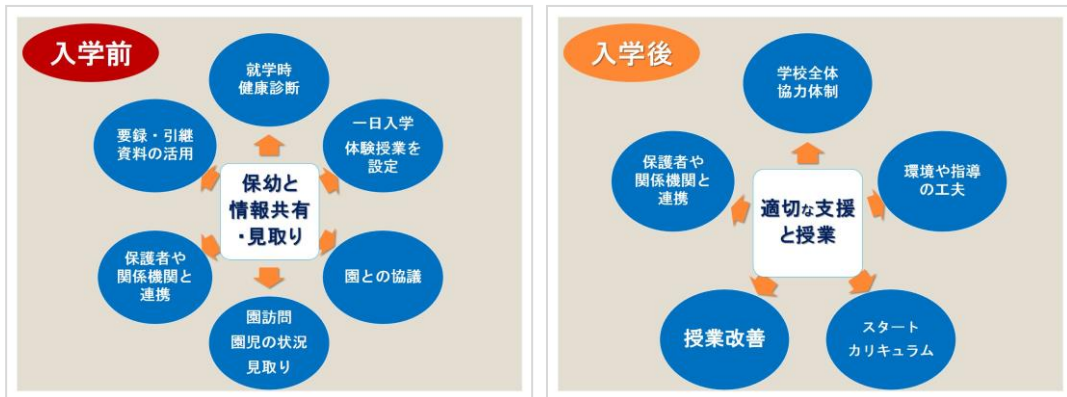 入学前
就学時
健康診断
一日入学
体験授業を
設定
園との協議
園訪問
園児の状況
見取り
保護者や
関係機関と
連携
要録・引継
資料の活用
保幼と
情報共有
・見取り
入学後
学校全体
協力体制
環境や指導
の工夫
スタート
カリキュラム
授業改善
保護者や
関係機関と
連携
適切な支援
と授業